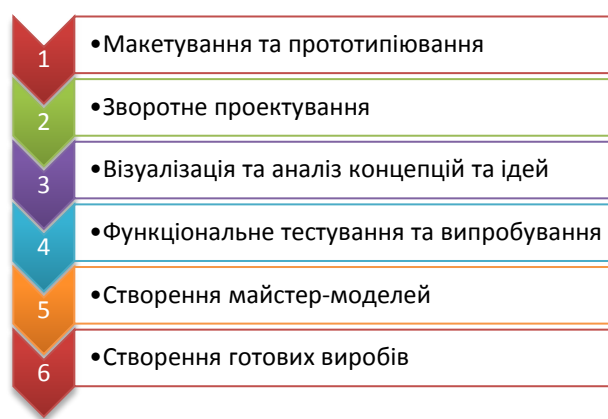 1
•Макетування та прототипіювання
2
•Зворотне проектування
3
•Візуалізація та аналіз концепцій та ідей
4
•Функціональне тестування та випробування
5
•Створення майстер-моделей
6
•Створення готових виробів